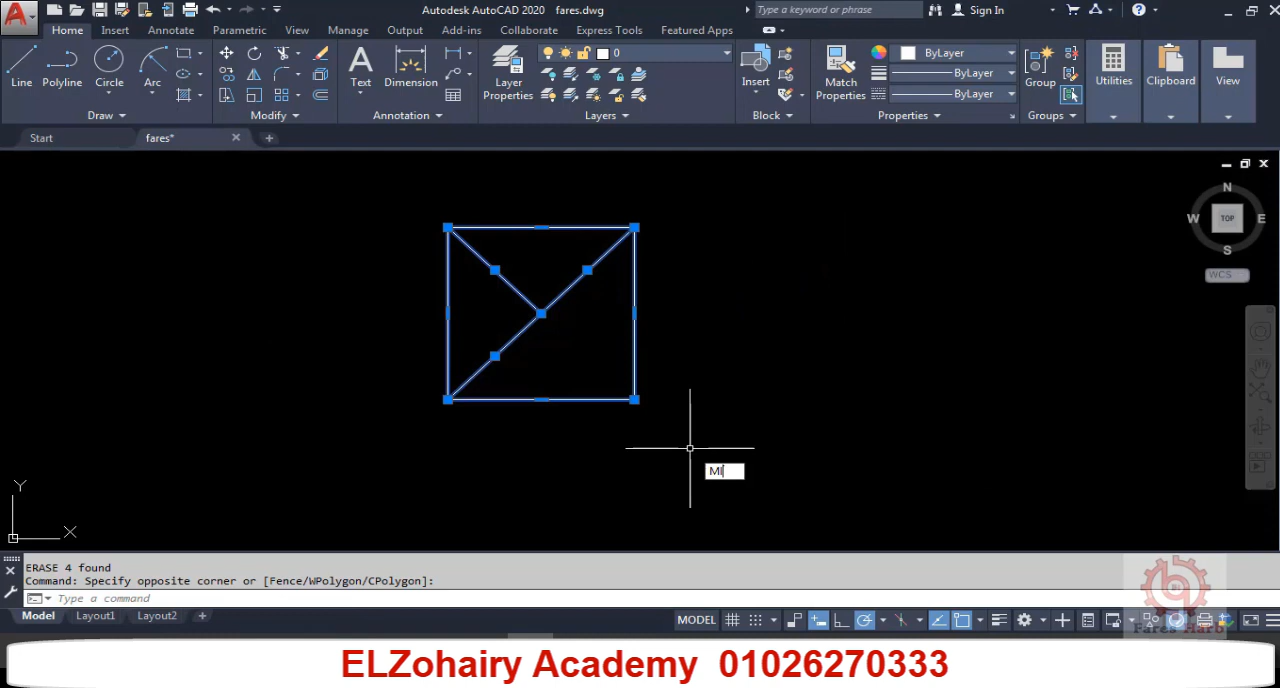 Autodesk AutoCAD 2020 fares.dwg
Type a keyword or phrase
Sign In
Home Insert Annotate Parametric View Manage Output Add-ins Collaborate Express Tools Featured Apps
Line Polyline Circle Arc
Text Dimension
Layer Properties
0
Insert
Match Properties
ByLayer
ByLayer
ByLayer
Group
Utilities
Clipboard
View
Draw Modify Annotation Layers Block Properties Groups
Start fares*
N
W TOP E
S
WCS
MI
Y
X
ERASE 4 found
Command: Specify opposite corner or [Fence/WPolygon/CPolygon]:
Type a command
Model Layout1 Layout2
MODEL
Fares Harb
ELZohairy Academy 01026270333